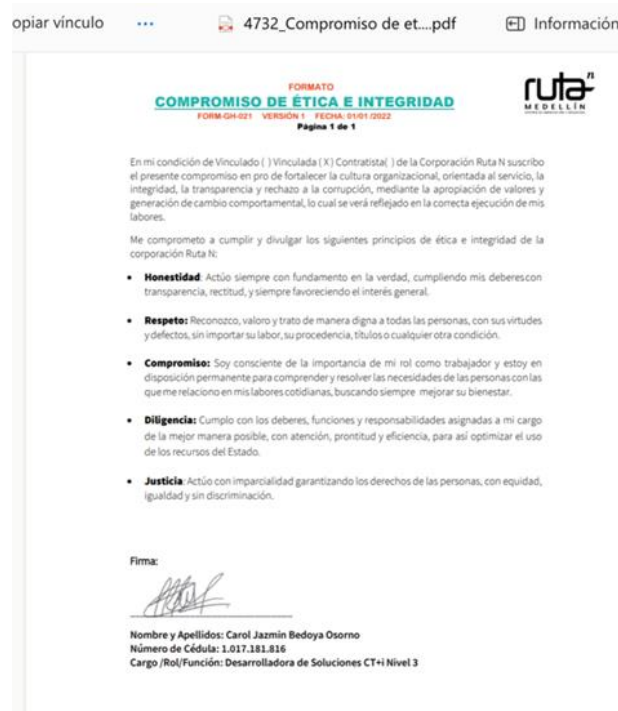 opiar vínculo ... 4732_Compromiso de et....pdf Información
FORMATO
COMPROMISO DE ÉTICA E INTEGRIDAD
FORM-GH-021 VERSIÓN 1 FECHA: 01/01 /2022
Página 1 de 1
ruta n
MEDELLÍN
En mi condición de Vinculado ( ) Vinculada ( X ) Contratista( ) de la Corporación Ruta N suscribo
el presente compromiso en pro de fortalecer la cultura organizacional, orientada al servicio, la
integridad, la transparencia y rechazo a la corrupción, mediante la apropiación de valores y
generación de cambio comportamental, lo cual se verá reflejado en la correcta ejecución de mis
labores.
Me comprometo a cumplir y divulgar los siguientes principios de ética e integridad de la
corporación Ruta N:
• Honestidad: Actúo siempre con fundamento en la verdad, cumpliendo mis deberescon
transparencia, rectitud, y siempre favoreciendo el interés general.
• Respeto: Reconozco, valoro y trato de manera digna a todas las personas, con sus virtudes
y defectos, sin importar su labor, su procedencia, títulos o cualquier otra condición.
• Compromiso: Soy consciente de la importancia de mi rol como trabajador y estoy en
disposición permanente para comprender y resolver las necesidades de las personas con las
que me relaciono en mis labores cotidianas, buscando siempre mejorar su bienestar.
• Diligencia: Cumplo con los deberes, funciones y responsabilidades asignadas a mi cargo
de la mejor manera posible, con atención, prontitud y eficiencia, para así optimizar el uso
de los recursos del Estado.
• Justicia: Actúo con imparcialidad garantizando los derechos de las personas, con equidad,
igualdad y sin discriminación.
Firma:
Nombre y Apellidos: Carol Jazmin Bedoya Osorno
Número de Cédula: 1.017.181.816
Cargo /Rol/Función: Desarrolladora de Soluciones CT+i Nivel 3